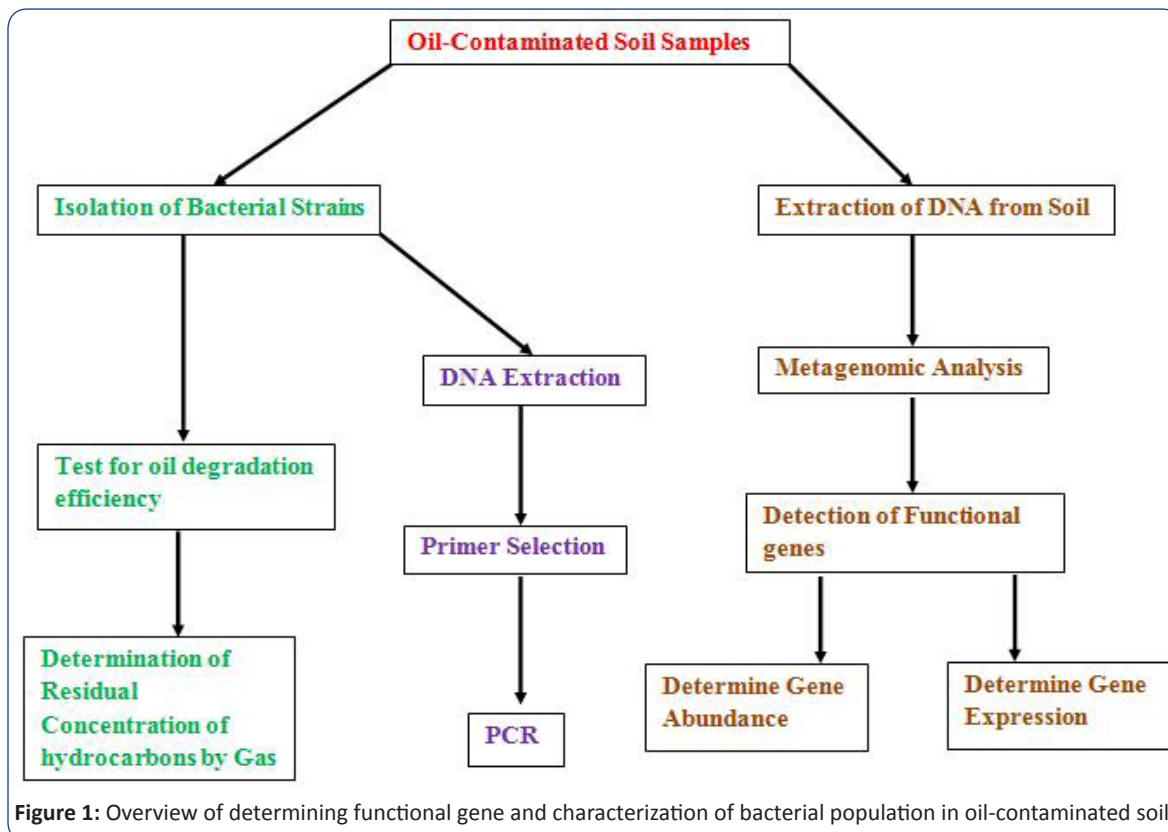 Oil-Contaminated Soil Samples
Isolation of Bacterial Strains
Extraction of DNA from Soil
DNA Extraction
Metagenomic Analysis
Test for oil degradation
efficiency
Primer Selection
Detection of Functional
genes
Determination of
Residual
Concentration of
hydrocarbons by Gas
PCR
Determine Gene
Abundance
Determine Gene
Expression
Figure 1: Overview of determining functional gene and characterization of bacterial population in oil-contaminated soil